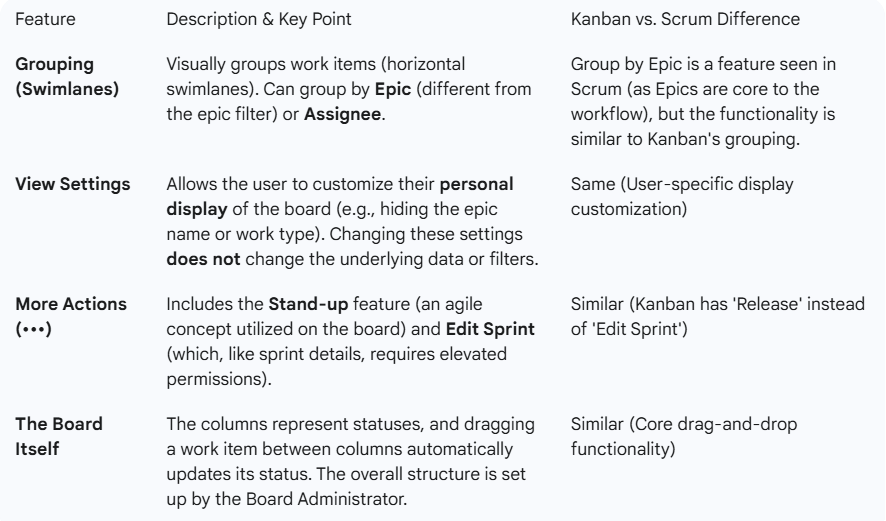 Feature Description & Key Point Kanban vs. Scrum Difference
Grouping
(Swimlanes)
Visually groups work items (horizontal
swimlanes). Can group by Epic (different from
the epic filter) or Assignee.
Group by Epic is a feature seen in
Scrum (as Epics are core to the
workflow), but the functionality is
similar to Kanban's grouping.
View Settings
Allows the user to customize their personal
display of the board (e.g., hiding the epic
name or work type). Changing these settings
does not change the underlying data or filters.
Same (User-specific display
customization)
More Actions
(•••)
Includes the Stand-up feature (an agile
concept utilized on the board) and Edit Sprint
(which, like sprint details, requires elevated
permissions).
Similar (Kanban has 'Release' instead
of 'Edit Sprint')
The Board
Itself
The columns represent statuses, and dragging
a work item between columns automatically
updates its status. The overall structure is set
up by the Board Administrator.
Similar (Core drag-and-drop
functionality)